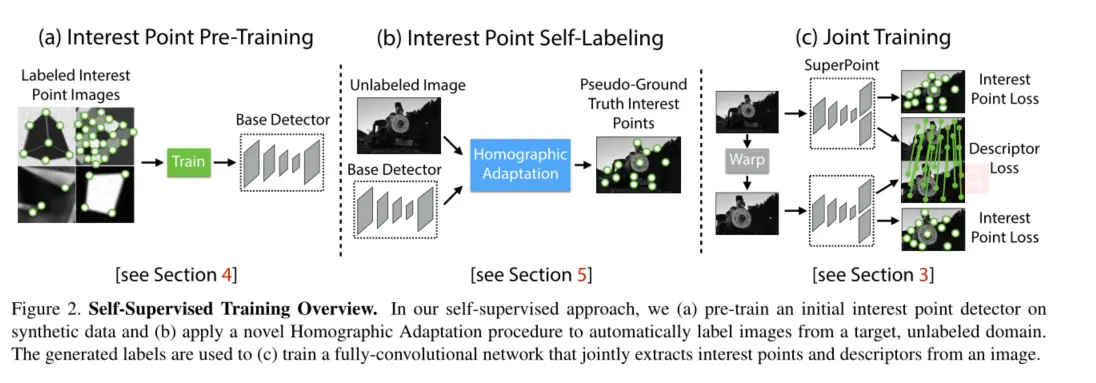 (a) Interest Point Pre-Training
Labeled Interest
Point Images
Train
Base Detector
[see Section 4]
(b) Interest Point Self-Labeling
Unlabeled Image
Base Detector
Homographic
Adaptation
Pseudo-Ground
Truth Interest
Points
[see Section 5]
(c) Joint Training
SuperPoint
Warp
Interest
Point Loss
Descriptor
Loss
Interest
Point Loss
[see Section 3]
Figure 2. Self-Supervised Training Overview. In our self-supervised approach, we (a) pre-train an initial interest point detector on
synthetic data and (b) apply a novel Homographic Adaptation procedure to automatically label images from a target, unlabeled domain.
The generated labels are used to (c) train a fully-convolutional network that jointly extracts interest points and descriptors from an image.